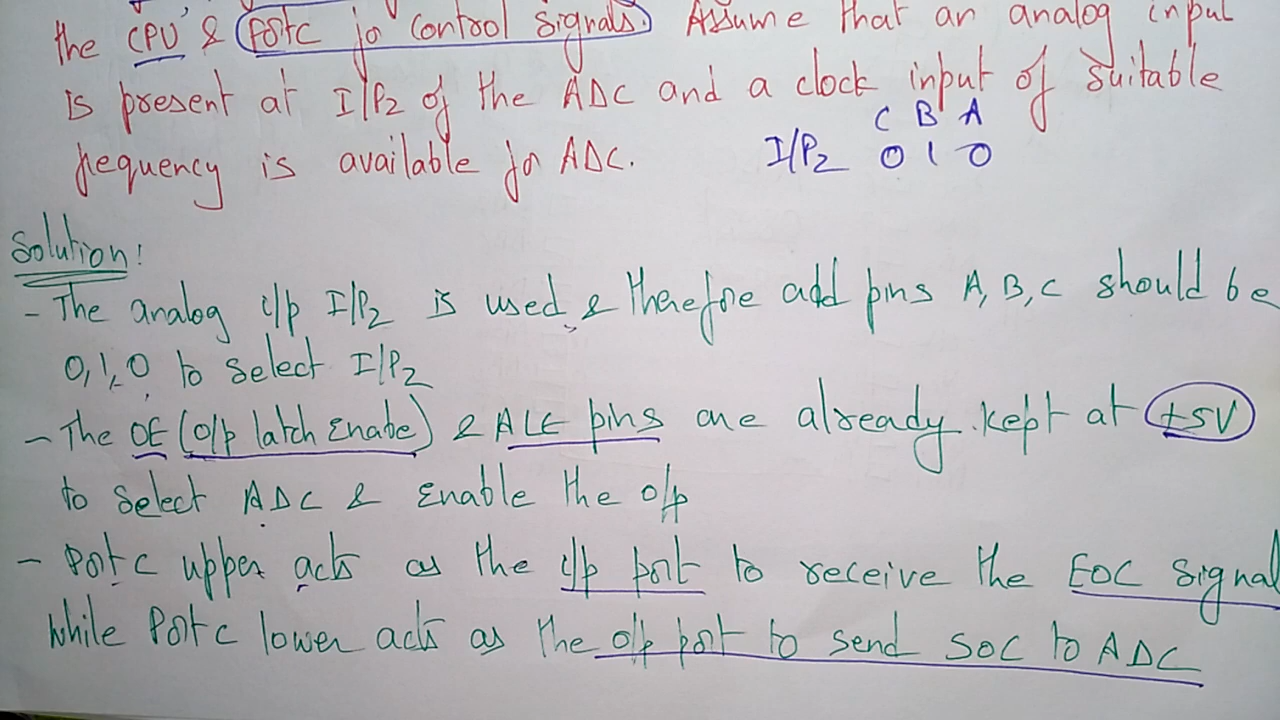 the CPU & Port C for control signals. Assume that an analog input
is present at I/P2 of the ADC and a clock input of suitable
C B A
frequency is available for ADC. I/P2 0 1 0
Solution:
- The analog i/p I/P2 is used & therefore add pins A, B, C should be
0, 1, 0 to select I/P2
- The OE (o/p latch Enabe) & ALE pins are already kept at +5V
to select ADC & Enable the o/p
- Port C upper acts as the i/p port to receive the EOC signal
while Port C lower acts as the o/p port to send SOC to ADC